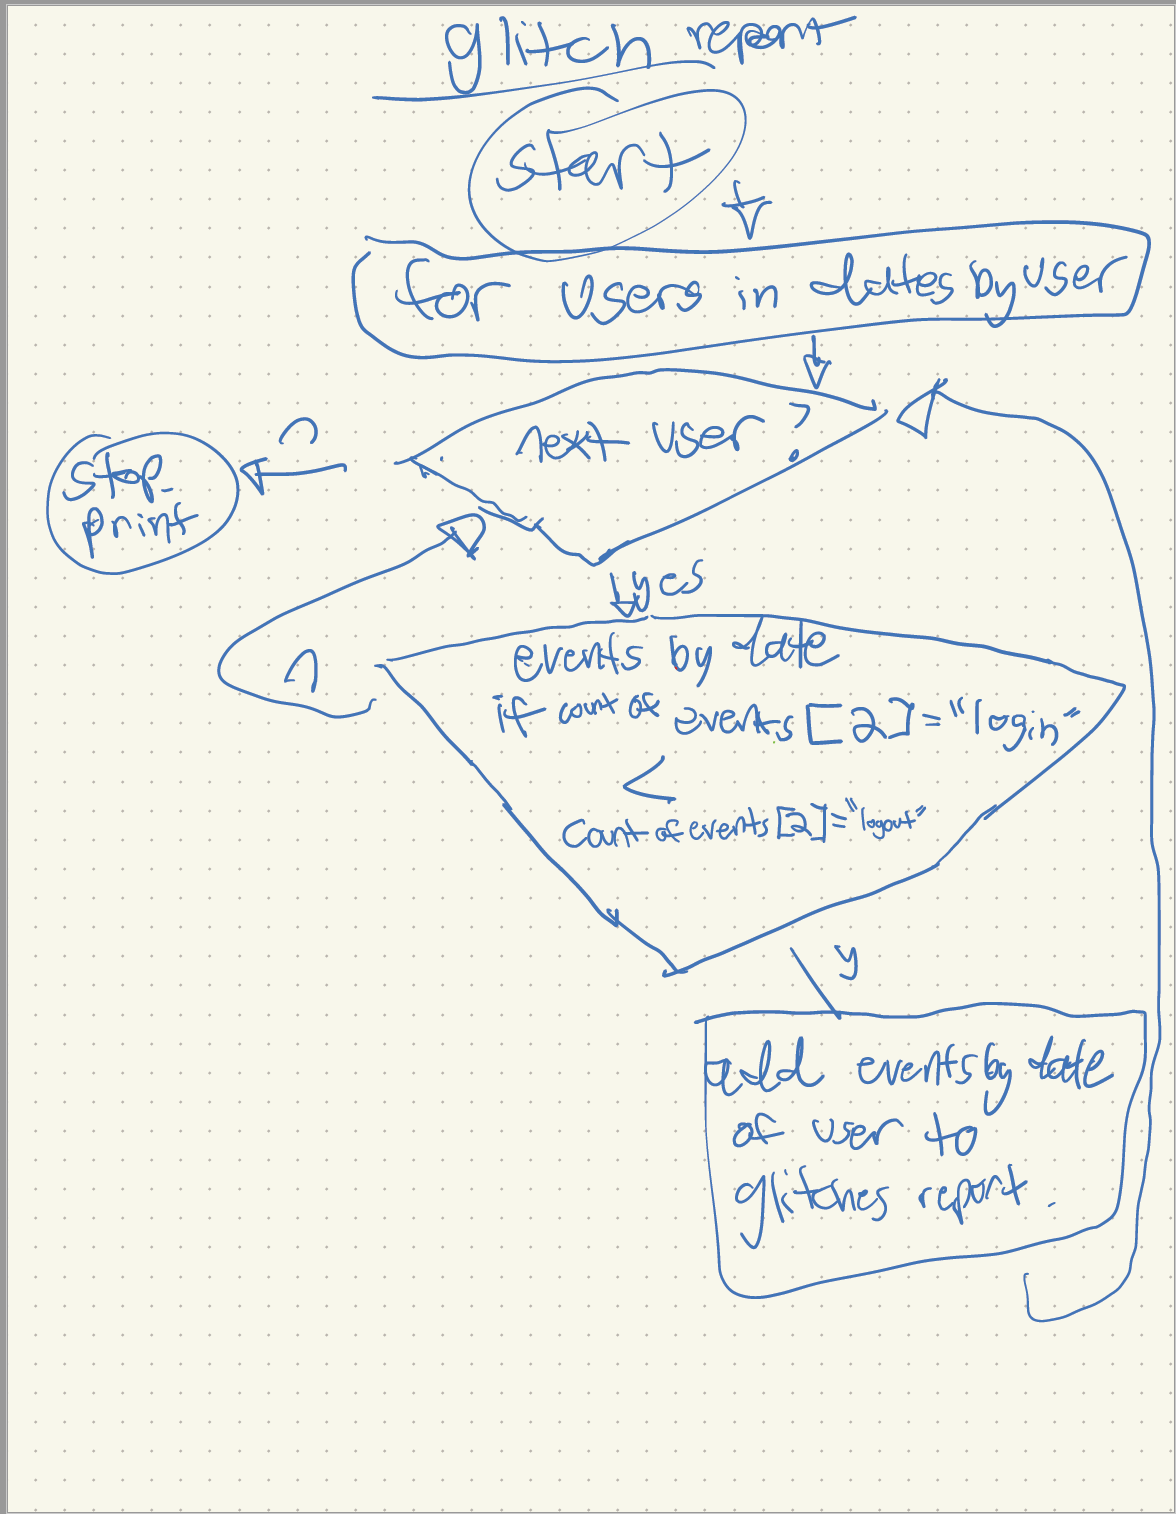 glitch report
start
for users in dates by user
next user ?
n
stop
print
yes
events by date
if count of events [2] = "login"
<
n
count of events [2] = "logout"
y
add events by date
of user to
glitches report.